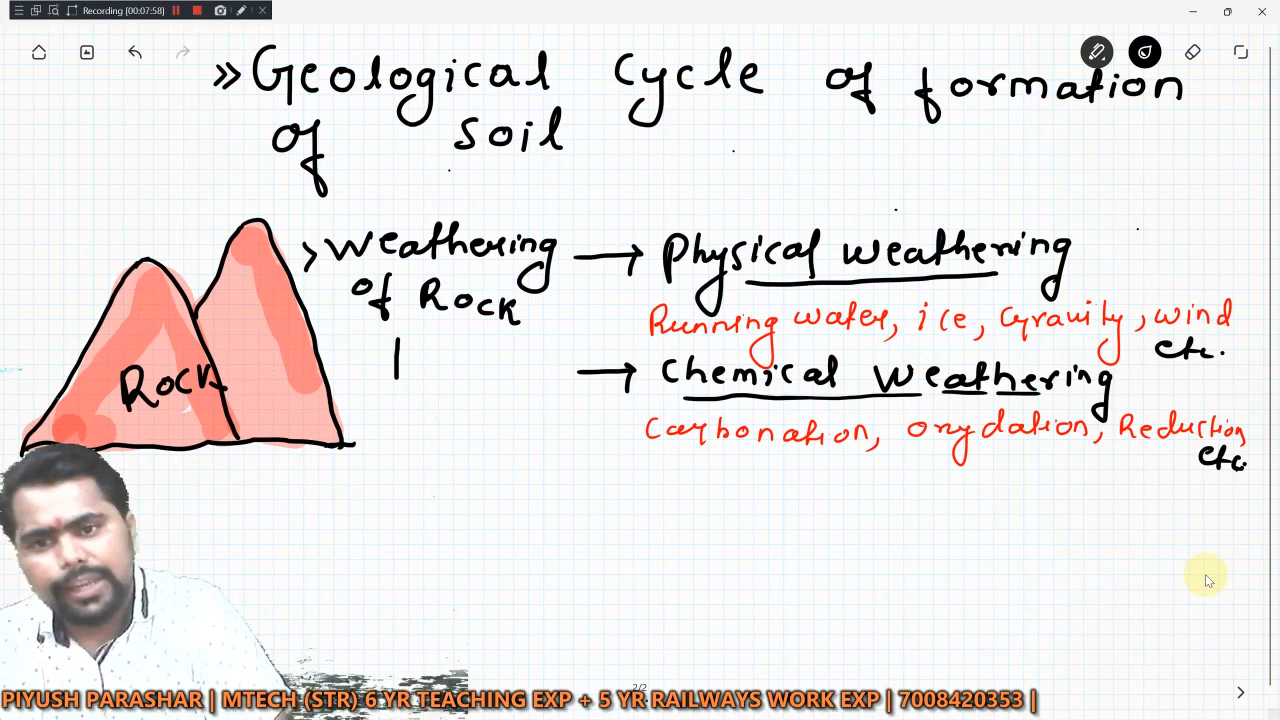 Recording [00:07:58]
» Geological cycle of formation
of soil
> Weathering → Physical weathering
of Rock
Running water, ice, Gravity, wind
etc.
Rock
→ Chemical Weathering
Carbonation, oxydation, Reduction
etc.
2/2
PIYUSH PARASHAR | MTECH (STR) 6 YR TEACHING EXP + 5 YR RAILWAYS WORK EXP | 7008420353 |